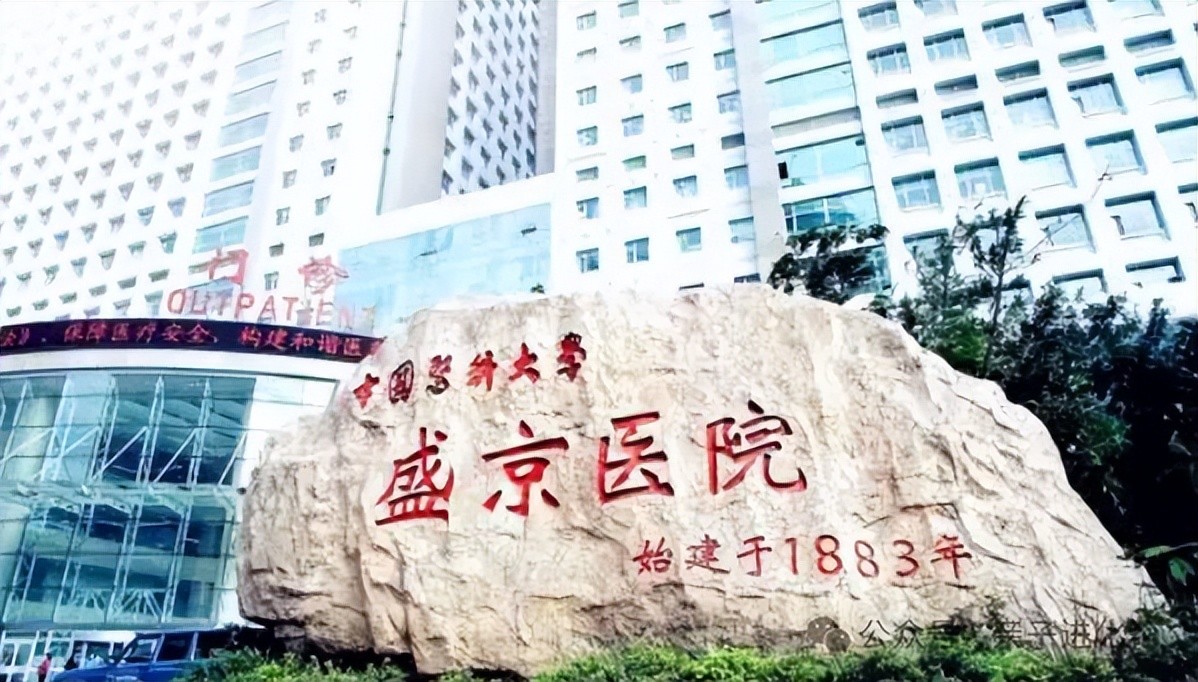 门诊
OUTPATIENT
》、保障医疗安全、构建和谐医
中国医科大学
盛京医院
始建于1883年
公众号